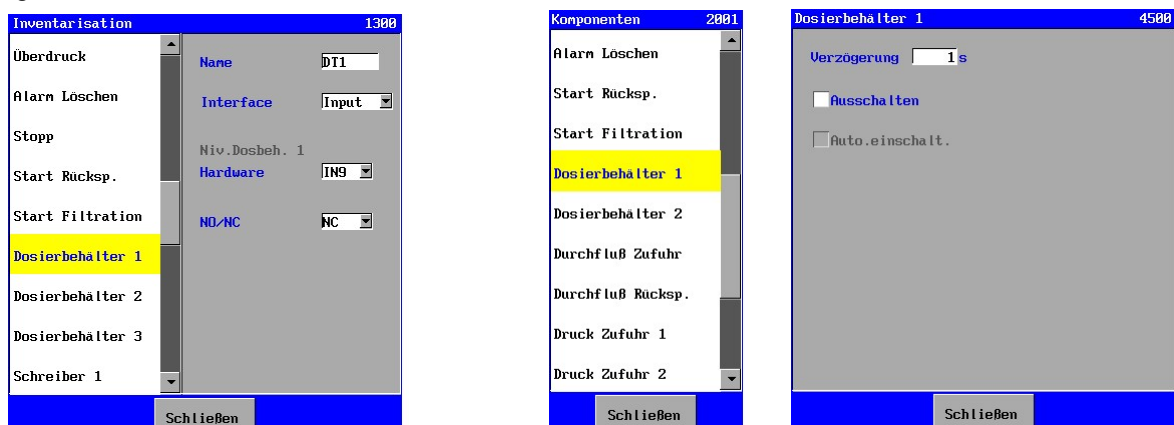 Inventarisation 1300
Überdruck
Alarm Löschen
Stopp
Start Rücksp.
Start Filtration
Dosierbehälter 1
Dosierbehälter 2
Dosierbehälter 3
Schreiber 1
Name DT1
Interface Input
Niv.Dosbeh. 1
Hardware IN9
NO/NC NC
Schließen
Komponenten 2001
Alarm Löschen
Start Rücksp.
Start Filtration
Dosierbehälter 1
Dosierbehälter 2
Durchfluß Zufuhr
Durchfluß Rücksp.
Druck Zufuhr 1
Druck Zufuhr 2
Schließen
Dosierbehälter 1 4500
Verzögerung 1 s
Ausschalten
Auto.einschalt.
Schließen